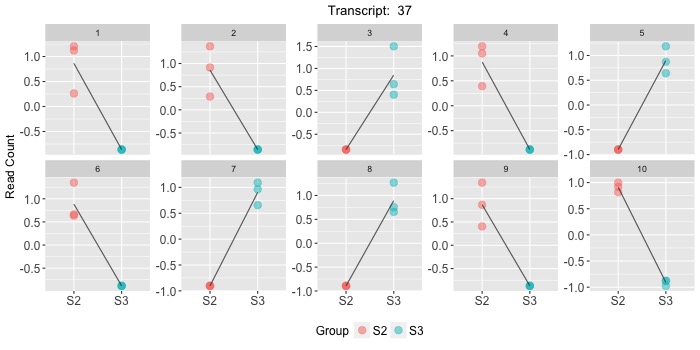 Transcript: 37
1 2 3 4 5
1.0 1.0 1.5 1.0 1.0
0.5 0.5 1.0 0.5 0.5
0.0 0.0 0.5 0.0 0.0
-0.5 -0.5 0.0 -0.5 -0.5
-0.5 -1.0
Read Count
6 7 8 9 10
1.0 1.0 1.0 1.0 1.0
0.5 0.5 0.5 0.5 0.5
0.0 0.0 0.0 0.0 0.0
-0.5 -0.5 -0.5 -0.5 -0.5
-1.0 -1.0 -1.0
S2 S3 S2 S3 S2 S3 S2 S3 S2 S3
Group S2 S3